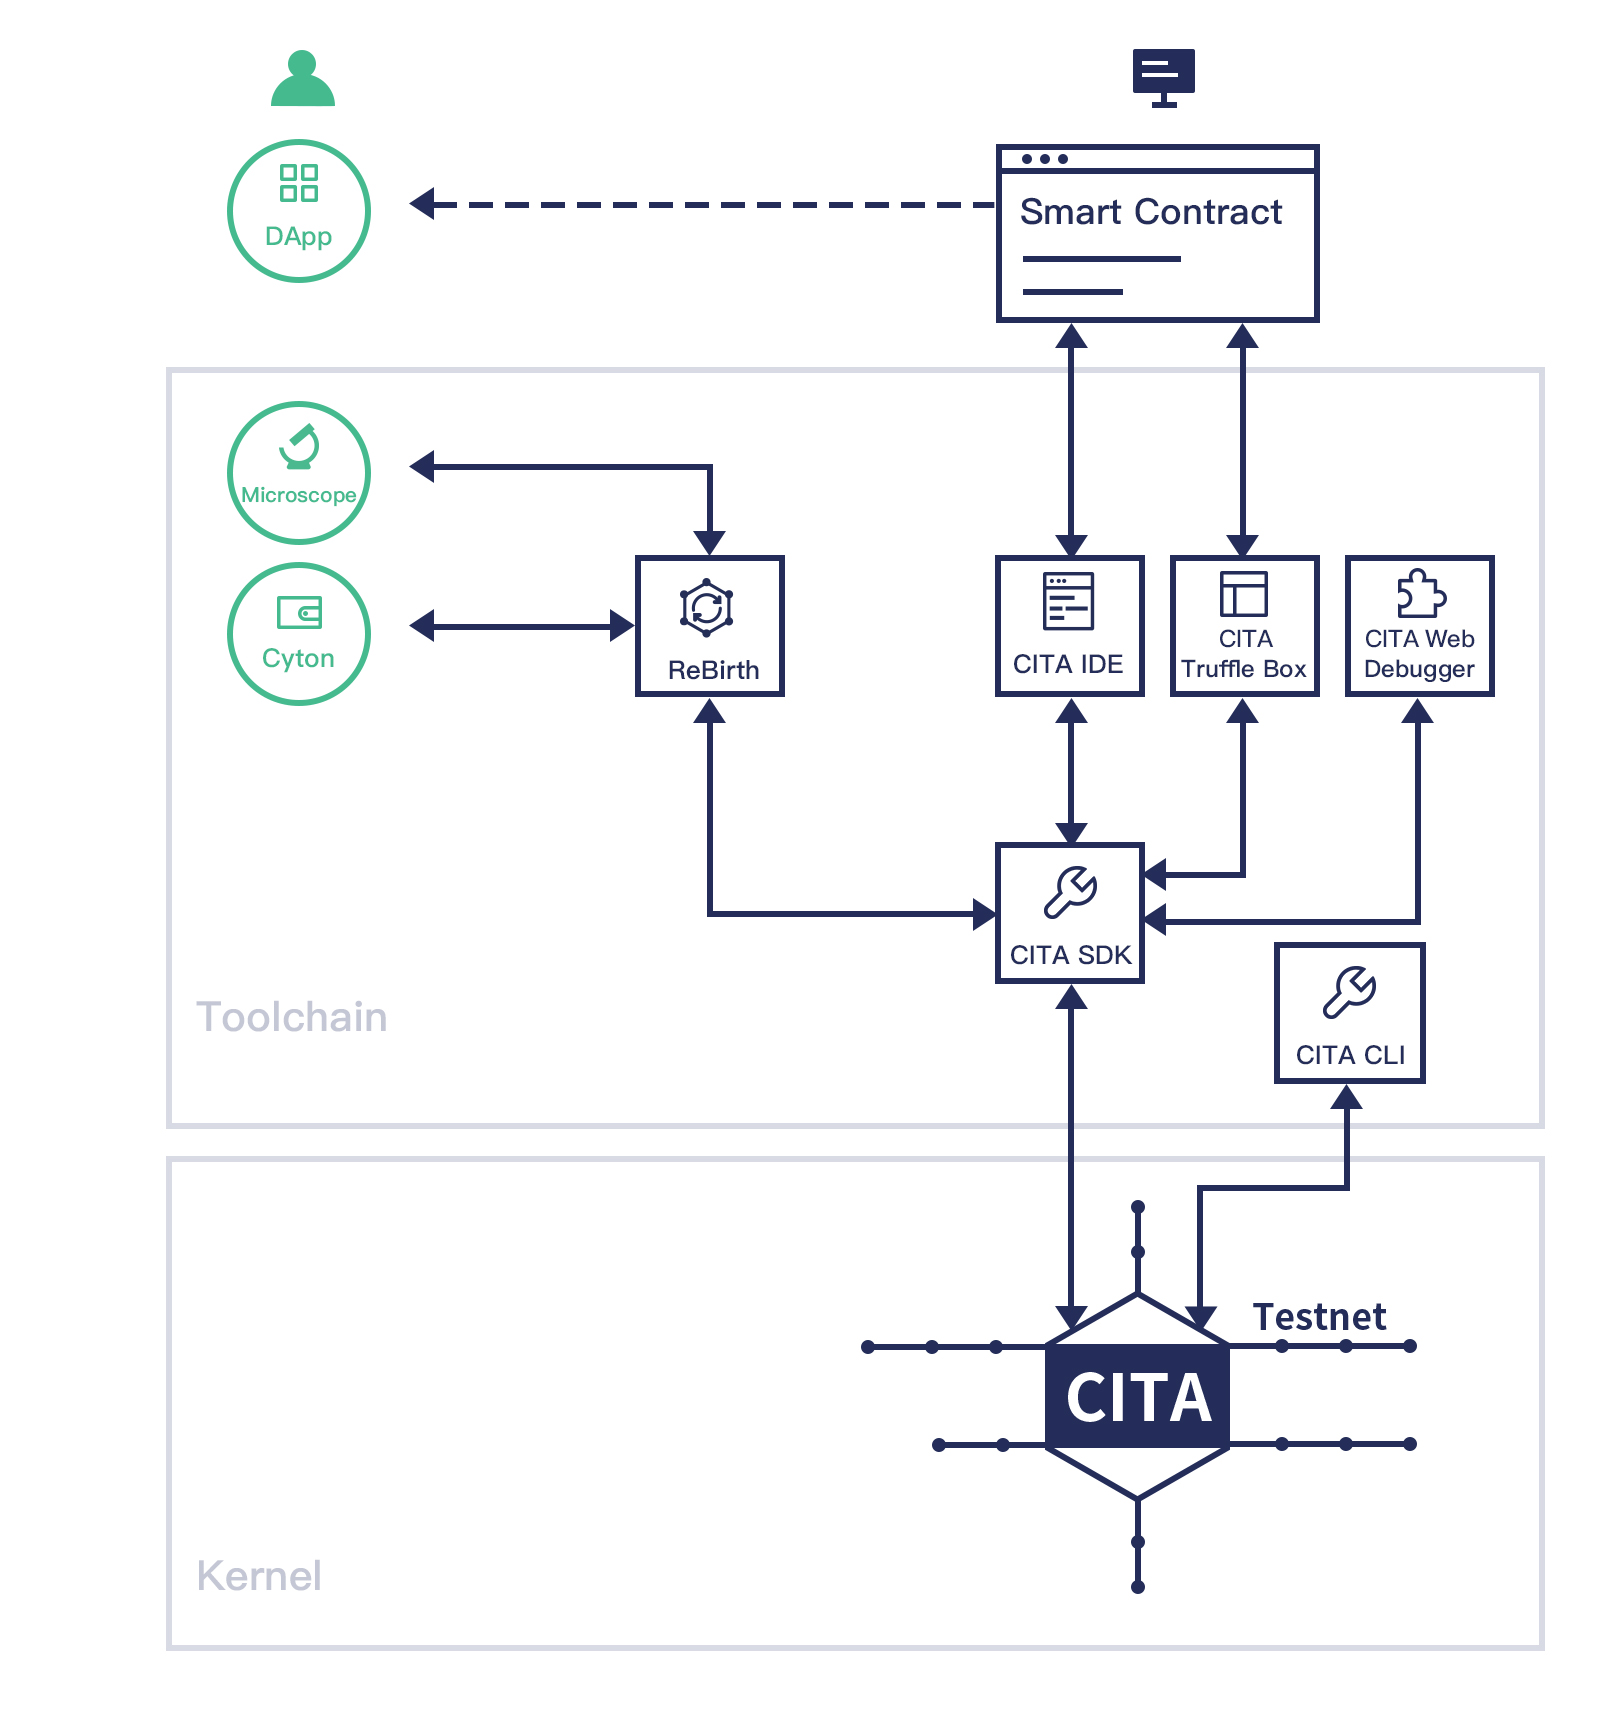 DApp
Smart Contract
Microscope
Cyton
ReBirth
CITA IDE
CITA
Truffle Box
CITA Web
Debugger
CITA SDK
CITA CLI
Toolchain
Testnet
CITA
Kernel